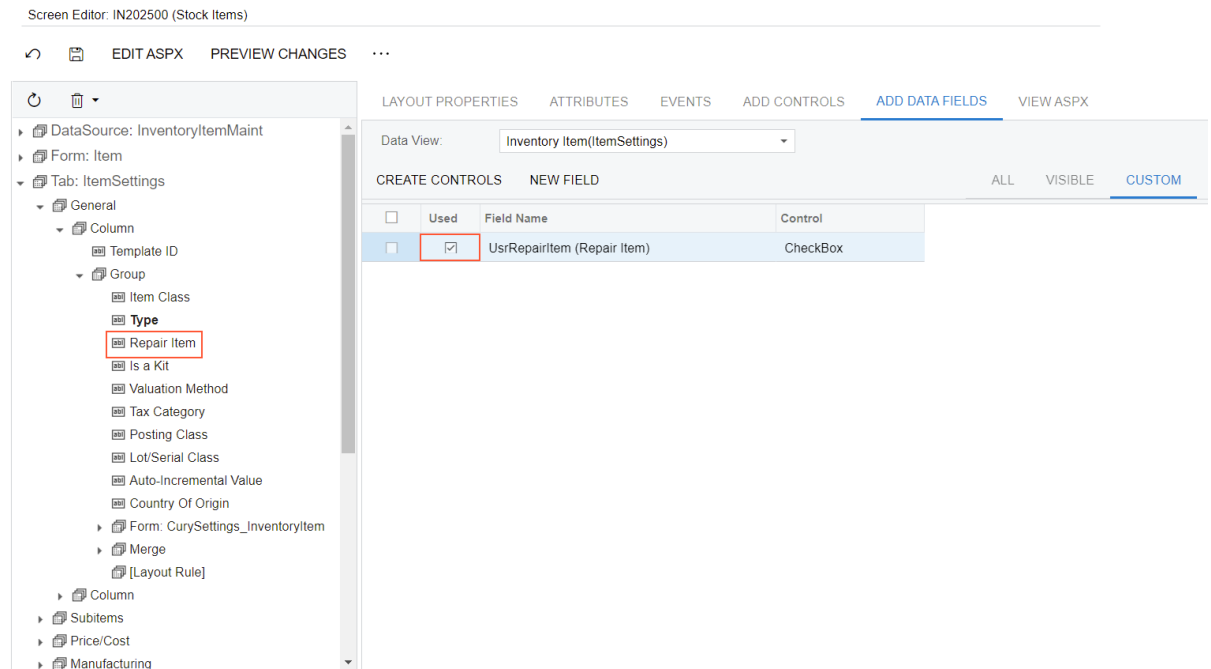 Screen Editor: IN202500 (Stock Items)
EDIT ASPX PREVIEW CHANGES ...
DataSource: InventoryItemMaint
Form: Item
Tab: ItemSettings
General
Column
Template ID
Group
Item Class
Type
Repair Item
Is a Kit
Valuation Method
Tax Category
Posting Class
Lot/Serial Class
Auto-Incremental Value
Country Of Origin
Form: CurySettings_InventoryItem
Merge
[Layout Rule]
Column
Subitems
Price/Cost
Manufacturing
LAYOUT PROPERTIES ATTRIBUTES EVENTS ADD CONTROLS ADD DATA FIELDS VIEW ASPX
Data View: Inventory Item(ItemSettings)
CREATE CONTROLS NEW FIELD ALL VISIBLE CUSTOM
Used Field Name Control
UsrRepairItem (Repair Item) CheckBox